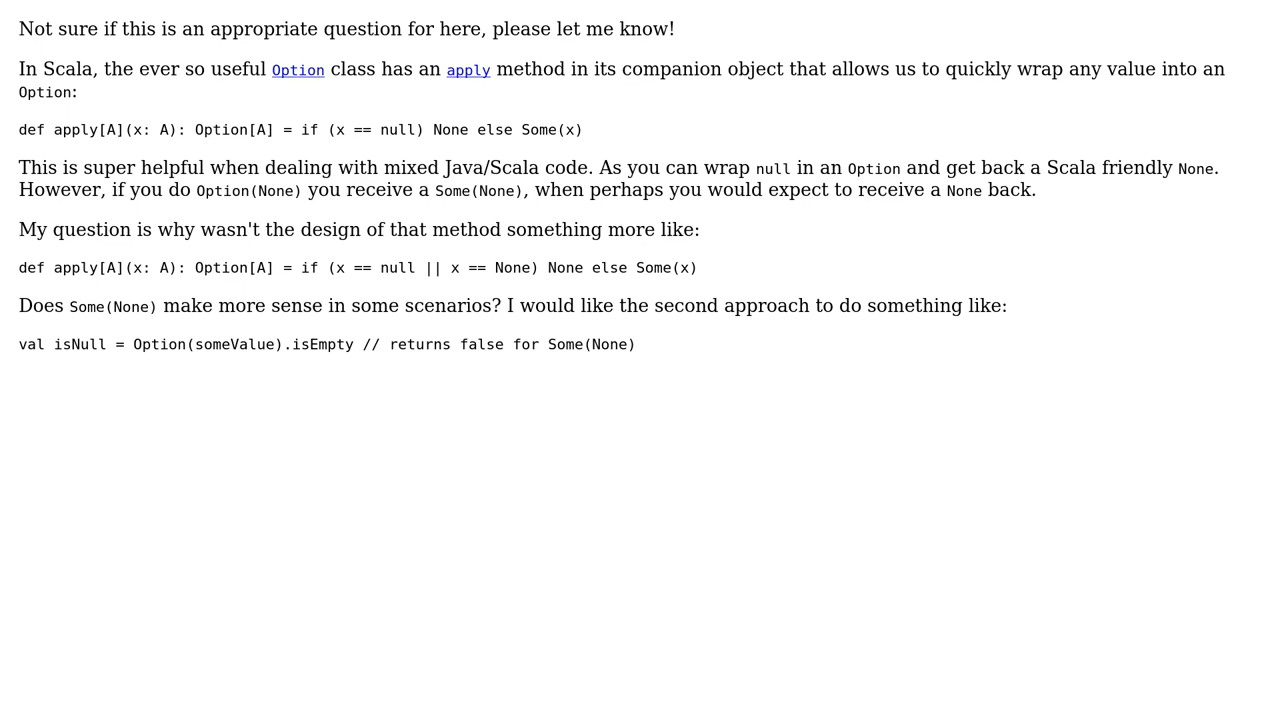 Not sure if this is an appropriate question for here, please let me know!
In Scala, the ever so useful Option class has an apply method in its companion object that allows us to quickly wrap any value into an
Option:
def apply[A](x: A): Option[A] = if (x == null) None else Some(x)
This is super helpful when dealing with mixed Java/Scala code. As you can wrap null in an Option and get back a Scala friendly None.
However, if you do Option(None) you receive a Some(None), when perhaps you would expect to receive a None back.
My question is why wasn't the design of that method something more like:
def apply[A](x: A): Option[A] = if (x == null || x == None) None else Some(x)
Does Some(None) make more sense in some scenarios? I would like the second approach to do something like:
val isNull = Option(someValue).isEmpty // returns false for Some(None)